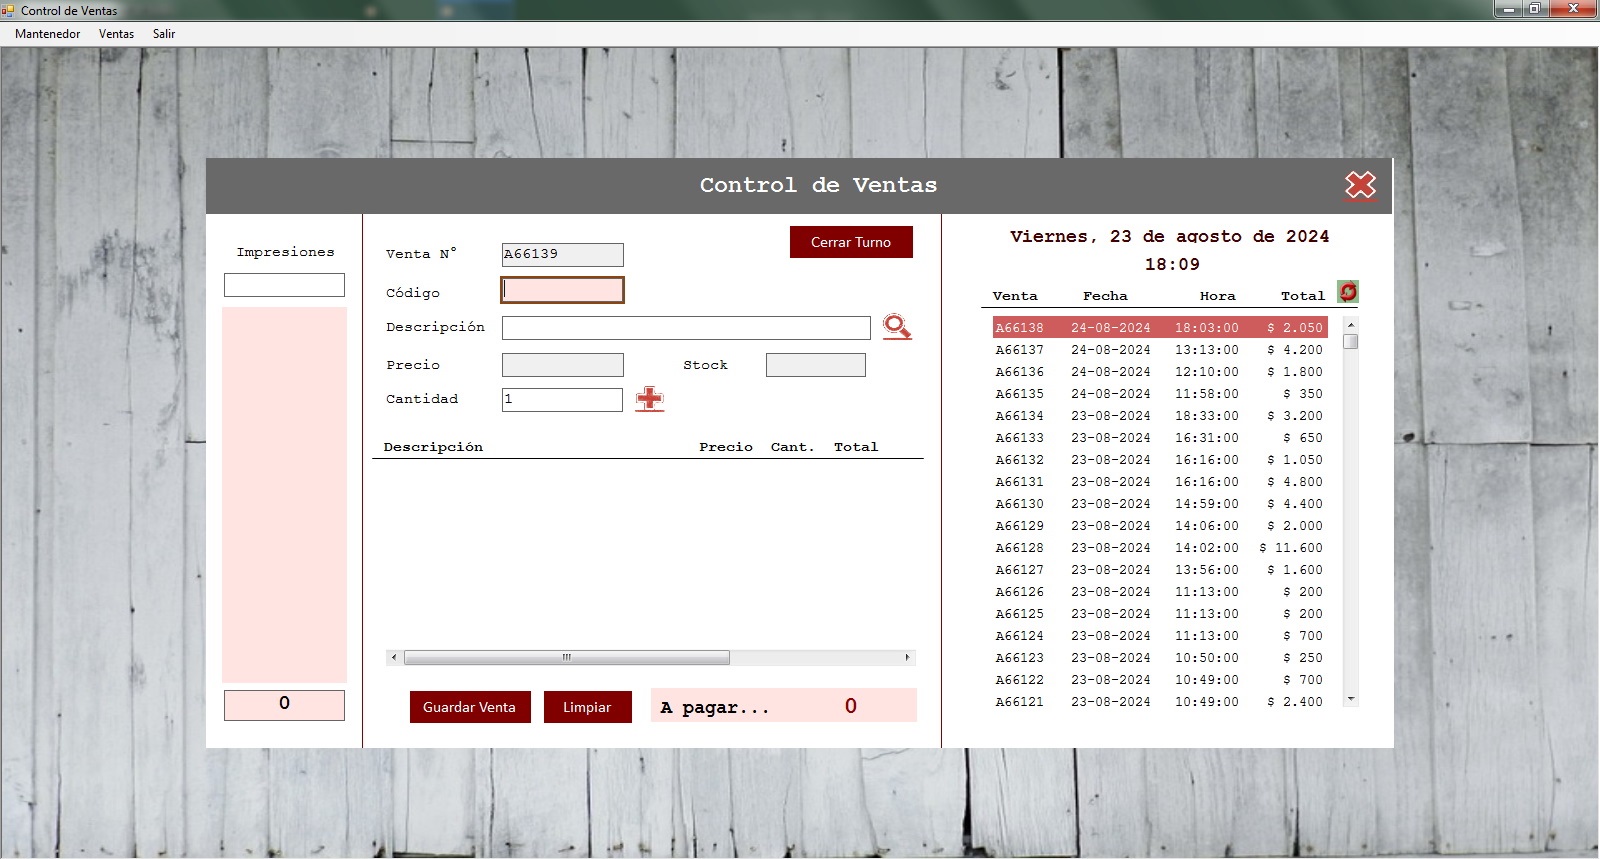 Control de Ventas
Mantenedor Ventas Salir
Control de Ventas
Impresiones
0
Venta N° A66139
Cerrar Turno
Código
Descripción
Precio Stock
Cantidad 1
Descripción Precio Cant. Total
Guardar Venta Limpiar A pagar... 0
Viernes, 23 de agosto de 2024
18:09
Venta Fecha Hora Total
A66138 24-08-2024 18:03:00 $ 2.050
A66137 24-08-2024 13:13:00 $ 4.200
A66136 24-08-2024 12:10:00 $ 1.800
A66135 24-08-2024 11:58:00 $ 350
A66134 23-08-2024 18:33:00 $ 3.200
A66133 23-08-2024 16:31:00 $ 650
A66132 23-08-2024 16:16:00 $ 1.050
A66131 23-08-2024 16:16:00 $ 4.800
A66130 23-08-2024 14:59:00 $ 4.400
A66129 23-08-2024 14:06:00 $ 2.000
A66128 23-08-2024 14:02:00 $ 11.600
A66127 23-08-2024 13:56:00 $ 1.600
A66126 23-08-2024 11:13:00 $ 200
A66125 23-08-2024 11:13:00 $ 200
A66124 23-08-2024 11:13:00 $ 700
A66123 23-08-2024 10:50:00 $ 250
A66122 23-08-2024 10:49:00 $ 700
A66121 23-08-2024 10:49:00 $ 2.400